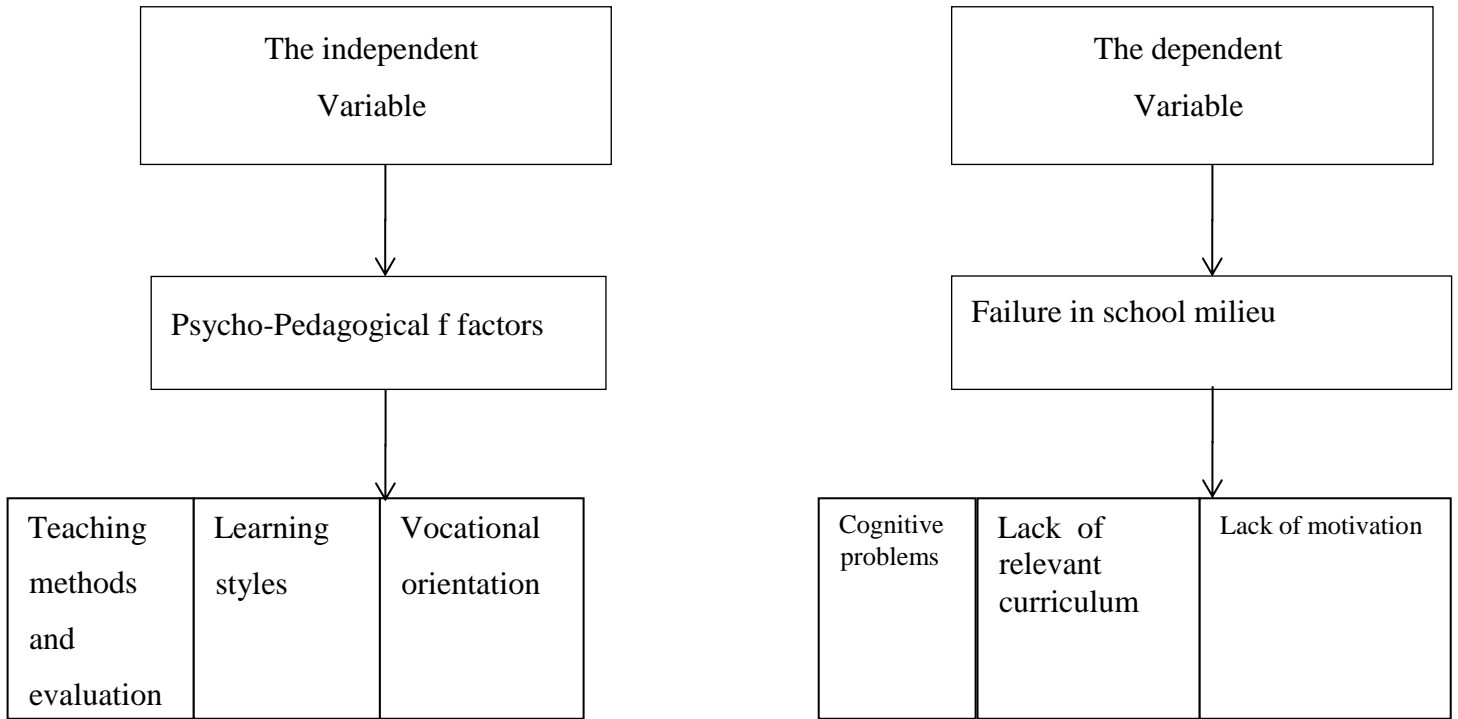 The independent
Variable
The dependent
Variable
Psycho-Pedagogical f factors
Failure in school milieu
Teaching
methods
and
evaluation
Learning
styles
Vocational
orientation
Cognitive
problems
Lack of
relevant
curriculum
Lack of motivation